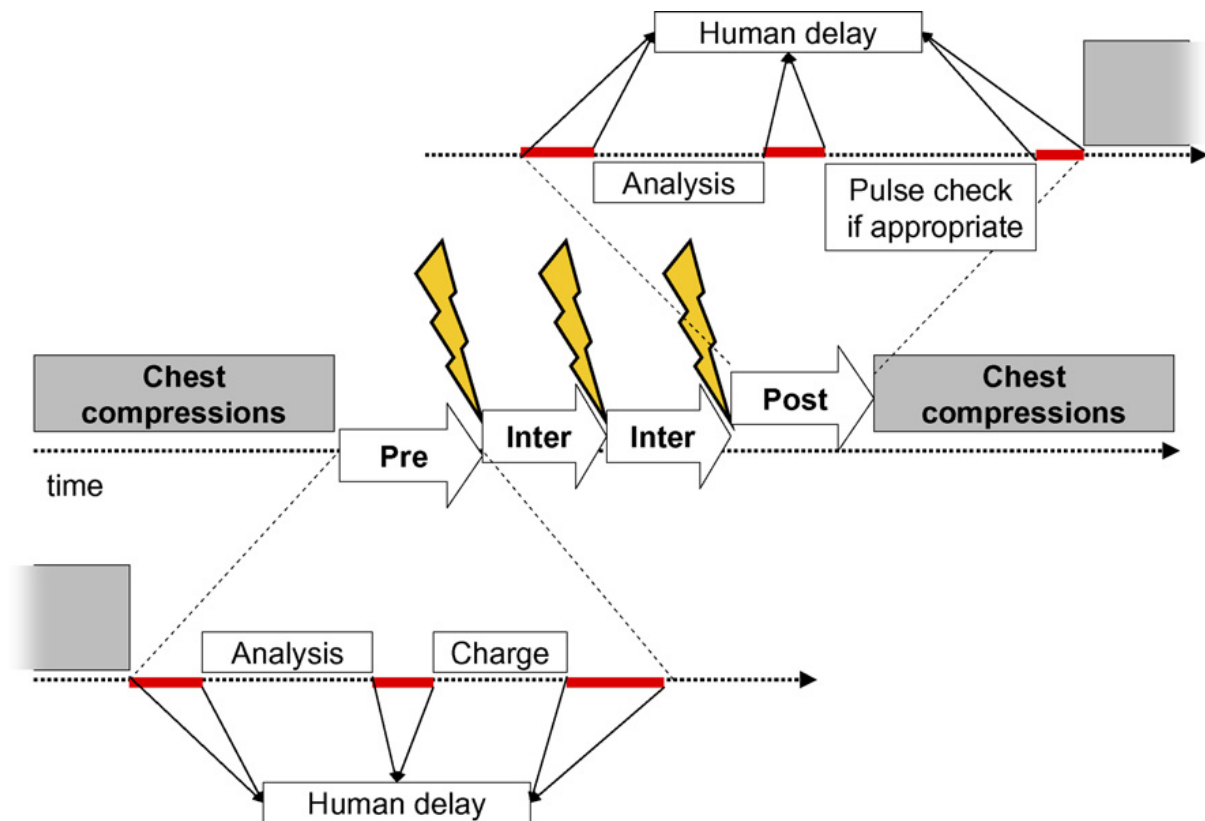 Human delay
Analysis
Pulse check
if appropriate
Chest
compressions
Pre
Inter
Inter
Post
Chest
compressions
time
Analysis
Charge
Human delay